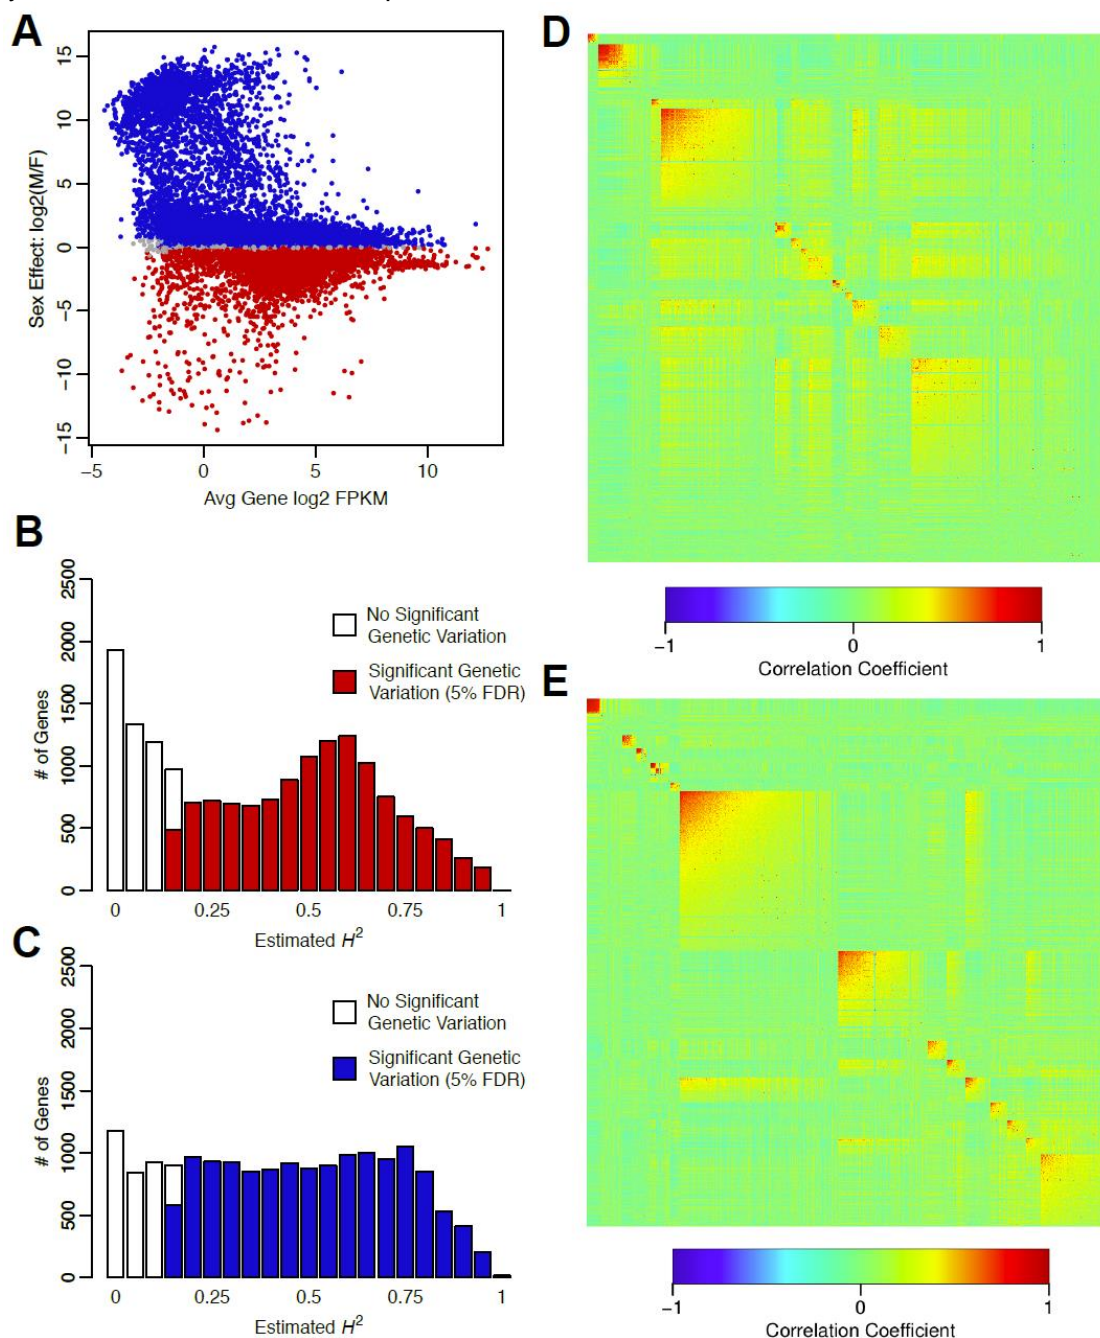 A
Sex Effect: log2(M/F)
15
10
5
0
−5
−10
−15
−5
0
5
10
Avg Gene log2 FPKM
B
# of Genes
2500
2000
1500
1000
500
0
No Significant
Genetic Variation
Significant Genetic
Variation (5% FDR)
0
0.25
0.5
0.75
1
Estimated H²
C
# of Genes
2500
2000
1500
1000
500
0
No Significant
Genetic Variation
Significant Genetic
Variation (5% FDR)
0
0.25
0.5
0.75
1
Estimated H²
D
−1
0
1
Correlation Coefficient
E
−1
0
1
Correlation Coefficient